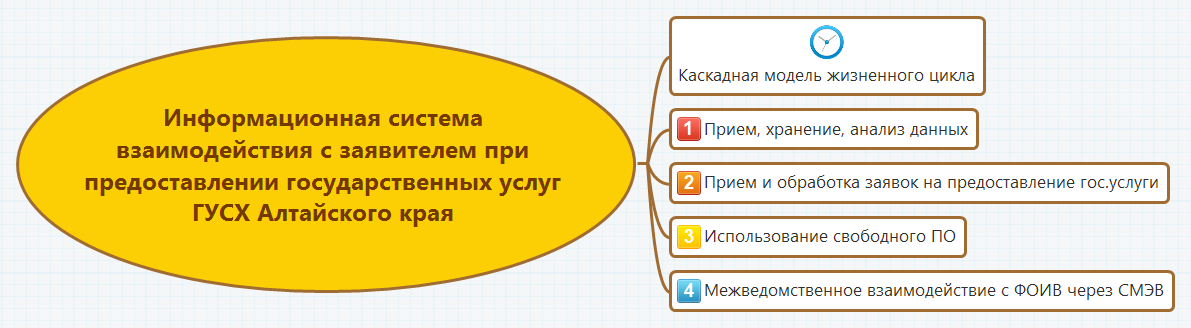 Информационная система
взаимодействия с заявителем при
предоставлении государственных услуг
ГУСХ Алтайского края
Каскадная модель жизненного цикла
1 Прием, хранение, анализ данных
2 Прием и обработка заявок на предоставление гос.услуги
3 Использование свободного ПО
4 Межведомственное взаимодействие с ФОИВ через СМЭВ